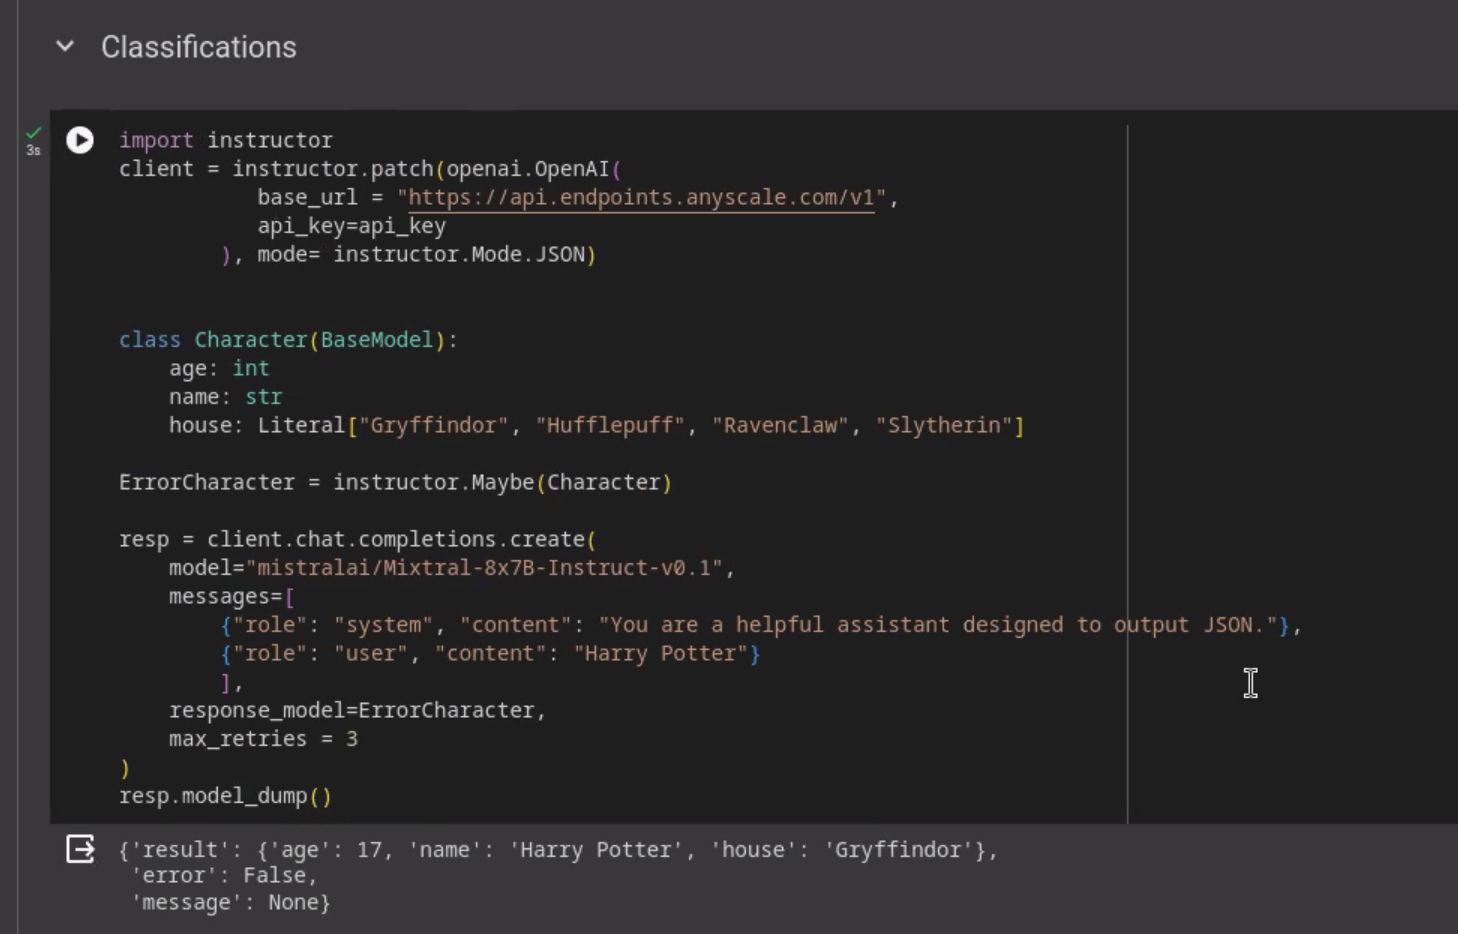 Classifications
3s
import instructor
client = instructor.patch(openai.OpenAI(
           base_url = "https://api.endpoints.anyscale.com/v1",
           api_key=api_key
        ), mode= instructor.Mode.JSON)
class Character(BaseModel):
    age: int
    name: str
    house: Literal["Gryffindor", "Hufflepuff", "Ravenclaw", "Slytherin"]
ErrorCharacter = instructor.Maybe(Character)
resp = client.chat.completions.create(
    model="mistralai/Mixtral-8x7B-Instruct-v0.1",
    messages=[
        {"role": "system", "content": "You are a helpful assistant designed to output JSON."},
        {"role": "user", "content": "Harry Potter"}
        ],
    response_model=ErrorCharacter,
    max_retries = 3
)
resp.model_dump()
{'result': {'age': 17, 'name': 'Harry Potter', 'house': 'Gryffindor'},
 'error': False,
 'message': None}